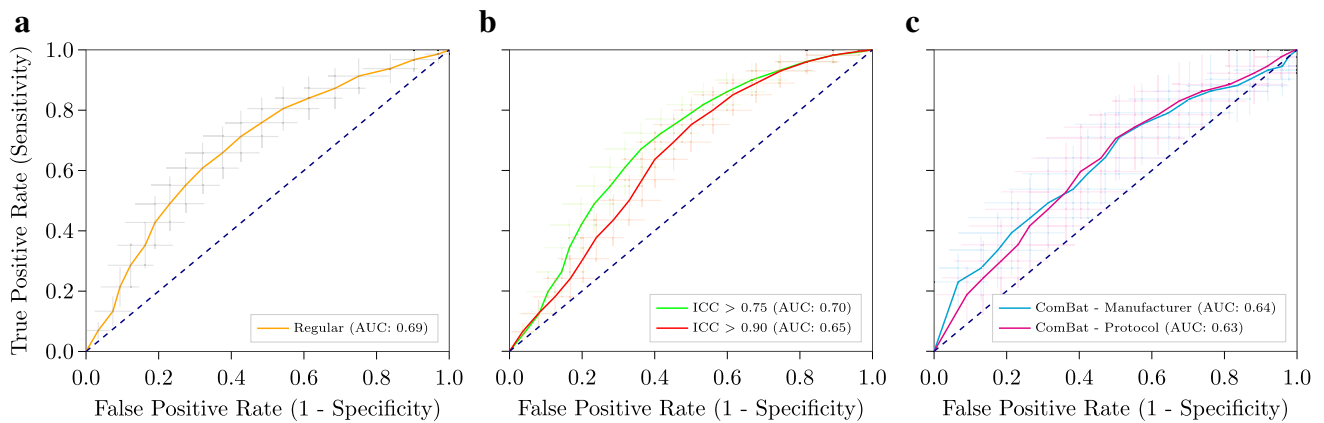 a
b
c
True Positive Rate (Sensitivity)
1.0
0.8
0.6
0.4
0.2
0.0
Regular (AUC: 0.69)
0.0 0.2 0.4 0.6 0.8 1.0
False Positive Rate (1 - Specificity)
ICC > 0.75 (AUC: 0.70)
ICC > 0.90 (AUC: 0.65)
0.0 0.2 0.4 0.6 0.8 1.0
False Positive Rate (1 - Specificity)
ComBat - Manufacturer (AUC: 0.64)
ComBat - Protocol (AUC: 0.63)
0.0 0.2 0.4 0.6 0.8 1.0
False Positive Rate (1 - Specificity)